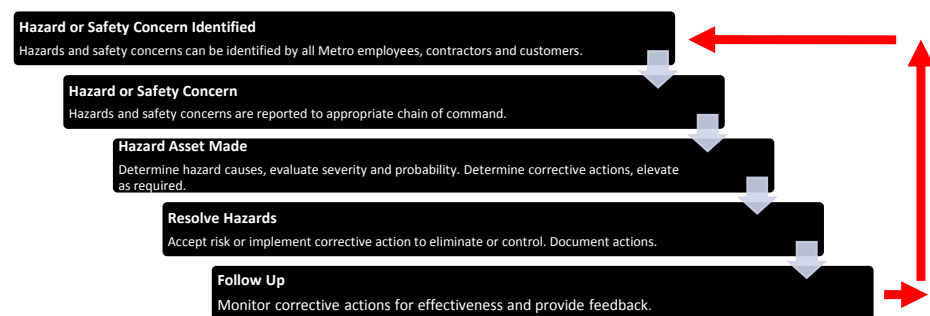 Hazard or Safety Concern Identified
Hazards and safety concerns can be identified by all Metro employees, contractors and customers.
Hazard or Safety Concern
Hazards and safety concerns are reported to appropriate chain of command.
Hazard Asset Made
Determine hazard causes, evaluate severity and probability. Determine corrective actions, elevate
as required.
Resolve Hazards
Accept risk or implement corrective action to eliminate or control. Document actions.
Follow Up
Monitor corrective actions for effectiveness and provide feedback.